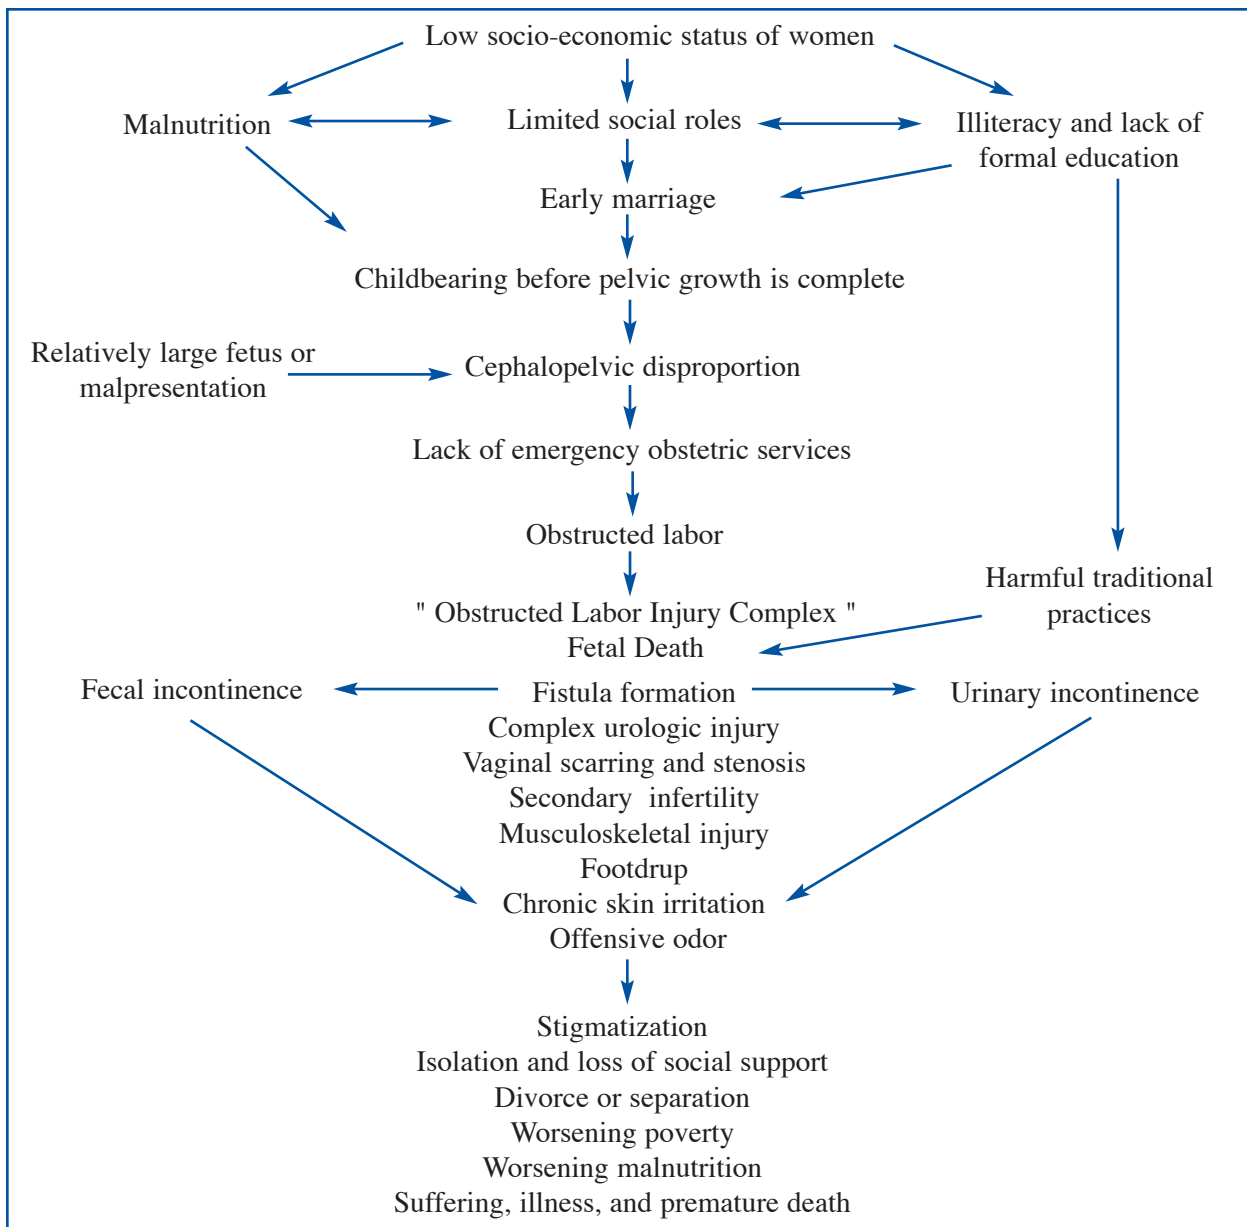 Low socio-economic status of women
Malnutrition
Limited social roles
Illiteracy and lack of
formal education
Early marriage
Childbearing before pelvic growth is complete
Relatively large fetus or
malpresentation
Cephalopelvic disproportion
Lack of emergency obstetric services
Obstructed labor
Harmful traditional
practices
" Obstructed Labor Injury Complex "
Fetal Death
Fecal incontinence
Fistula formation
Urinary incontinence
Complex urologic injury
Vaginal scarring and stenosis
Secondary infertility
Musculoskeletal injury
Footdrup
Chronic skin irritation
Offensive odor
Stigmatization
Isolation and loss of social support
Divorce or separation
Worsening poverty
Worsening malnutrition
Suffering, illness, and premature death